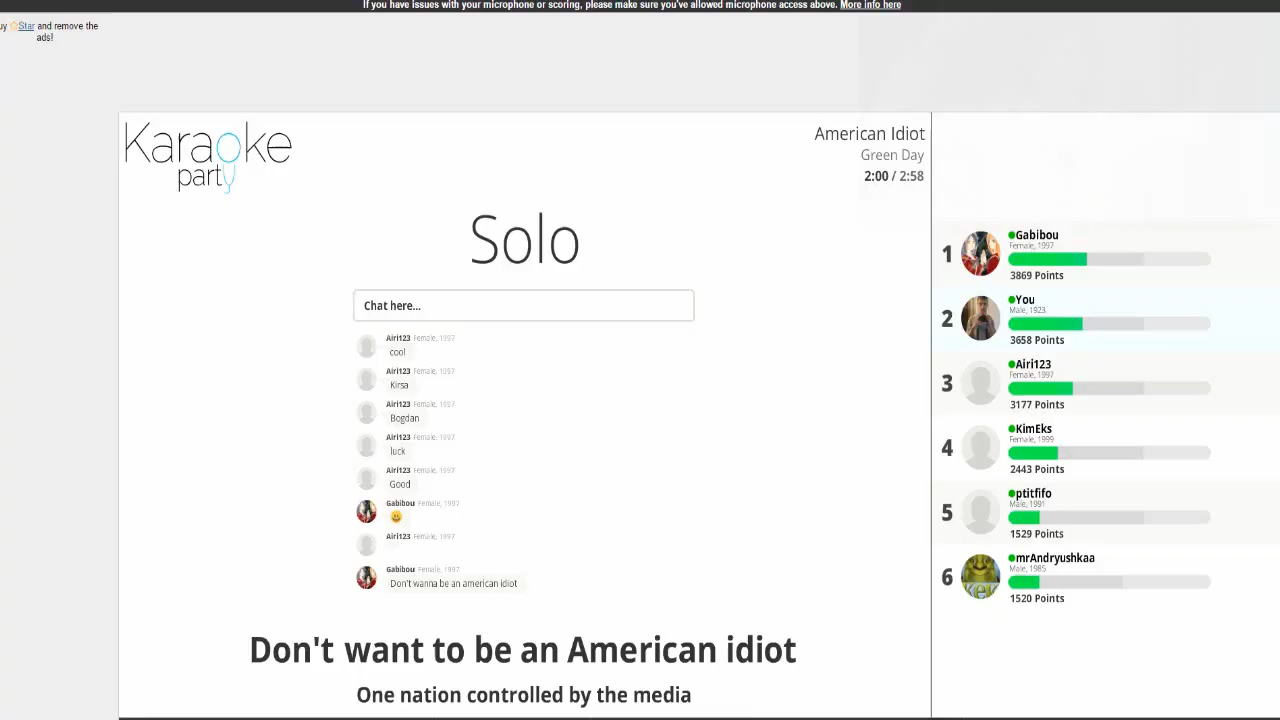 If you have issues with your microphone or scoring, please make sure you've allowed microphone access above. More info here
uy Star and remove the
ads!
Karaoke
party
American Idiot
Green Day
2:00 / 2:58
Solo
Chat here...
Airi123 Female, 1997
cool
Airi123 Female, 1997
Kirsa
Airi123 Female, 1997
Bogdan
Airi123 Female, 1997
luck
Airi123 Female, 1997
Good
Gabibou Female, 1997
Airi123 Female, 1997
Gabibou Female, 1997
Don't wanna be an american idiot
Don't want to be an American idiot
One nation controlled by the media
1
Gabibou
Female, 1997
3869 Points
2
You
Male, 1923
3658 Points
3
Airi123
Female, 1997
3177 Points
4
KimEks
Female, 1999
2443 Points
5
ptitfifo
Male, 1991
1529 Points
6
mrAndryushkaa
Male, 1985
1520 Points